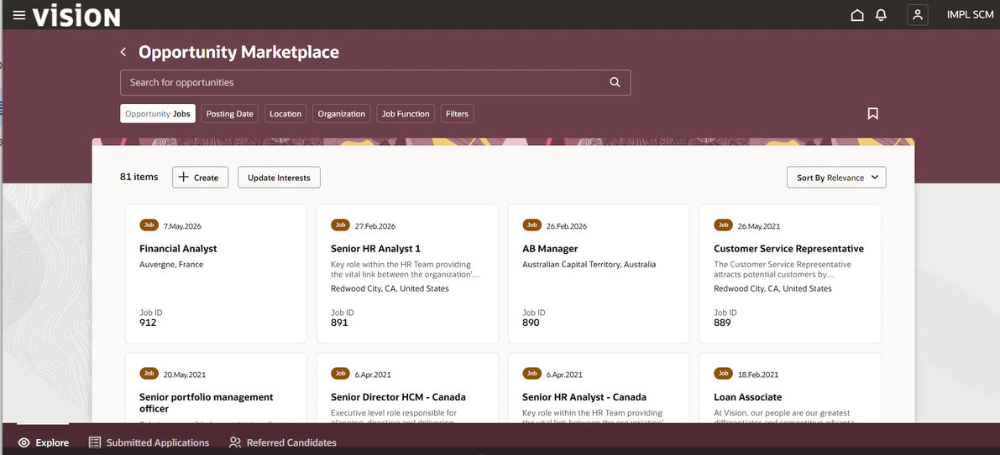 vision
IMPL SCM
Opportunity Marketplace
Search for opportunities
Opportunity Jobs
Posting Date
Location
Organization
Job Function
Filters
81 items
Create
Update Interests
Sort By Relevance
Job 7.May.2026
Financial Analyst
Auvergne, France
Job ID
912
Job 27.Feb.2026
Senior HR Analyst 1
Key role within the HR Team providing
the vital link between the organization'...
Redwood City, CA, United States
Job ID
891
Job 26.Feb.2026
AB Manager
Australian Capital Territory, Australia
Job ID
890
Job 26.May.2021
Customer Service Representative
The Customer Service Representative
attracts potential customers by...
Redwood City, CA, United States
Job ID
889
Job 20.May.2021
Senior portfolio management
officer
Job 6.Apr.2021
Senior Director HCM - Canada
Executive level role responsible for
planning, directing and delivering
Job 6.Apr.2021
Senior HR Analyst - Canada
Key role within the HR Team providing
the vital link between the organization'
Job 18.Feb.2021
Loan Associate
At Vision, our people are our greatest
differentiator and competitive advanta
Explore
Submitted Applications
Referred Candidates